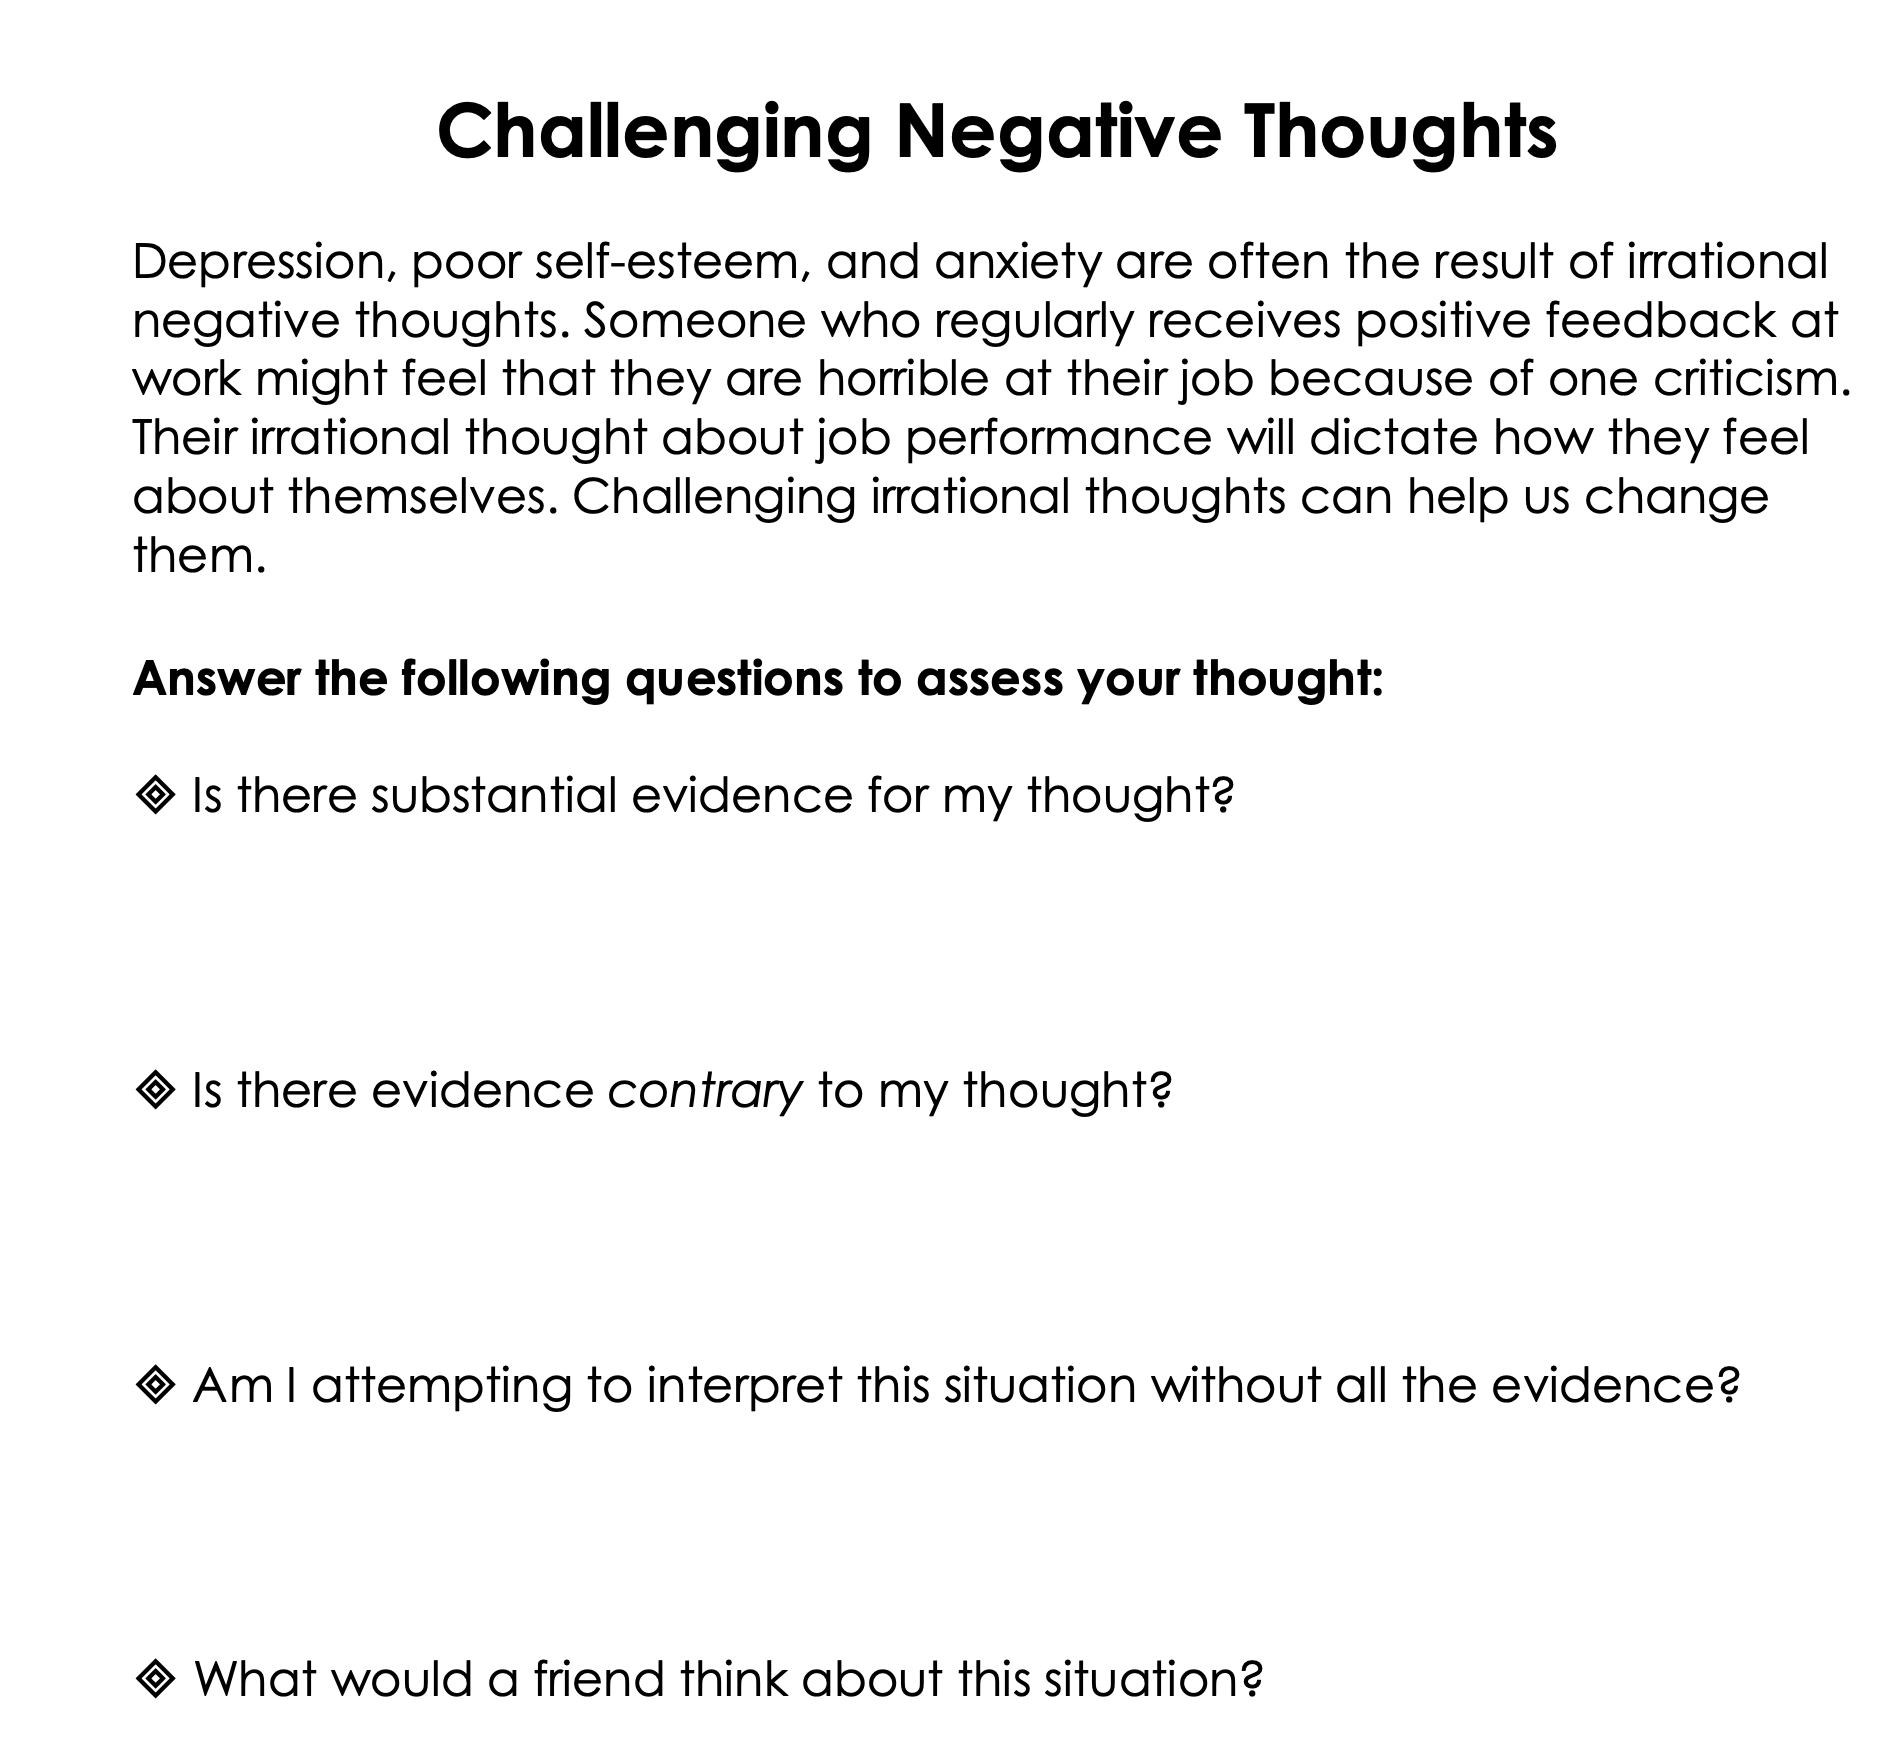 Challenging Negative Thoughts
Depression, poor self-esteem, and anxiety are often the result of irrational
negative thoughts. Someone who regularly receives positive feedback at
work might feel that they are horrible at their job because of one criticism.
Their irrational thought about job performance will dictate how they feel
about themselves. Challenging irrational thoughts can help us change
them.
Answer the following questions to assess your thought:
Is there substantial evidence for my thought?
Is there evidence contrary to my thought?
Am I attempting to interpret this situation without all the evidence?
What would a friend think about this situation?